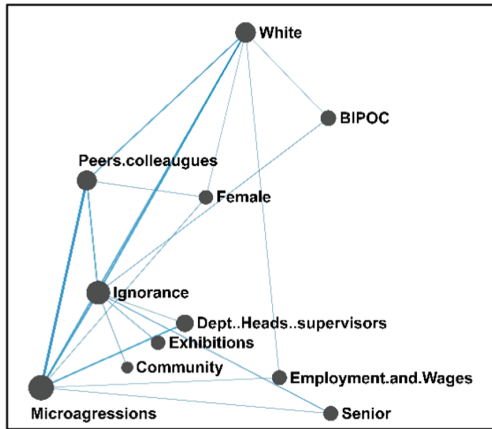 White
BIPOC
Peers.colleaugues
Female
Ignorance
Dept..Heads..supervisors
Exhibitions
Community
Employment.and.Wages
Microagressions
Senior